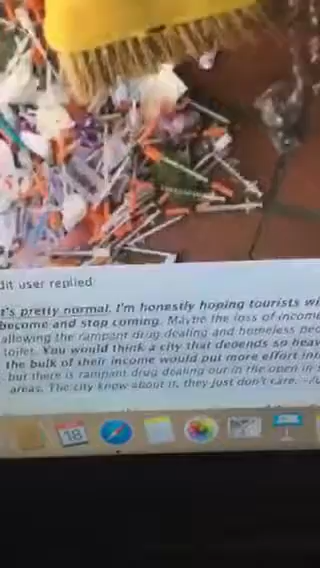 dit user replied
t's pretty normal. I'm honestly hoping tourists wi
become and stop coming. Maybe the loss of income
allowing the rampant drug dealing and homeless peo
toilet. You would think a city that depends so heav
the bulk of their income would put more effort int
but there is rampant drug dealing our in the open in s
areas. The city know about it, they just don't care. -/u
18